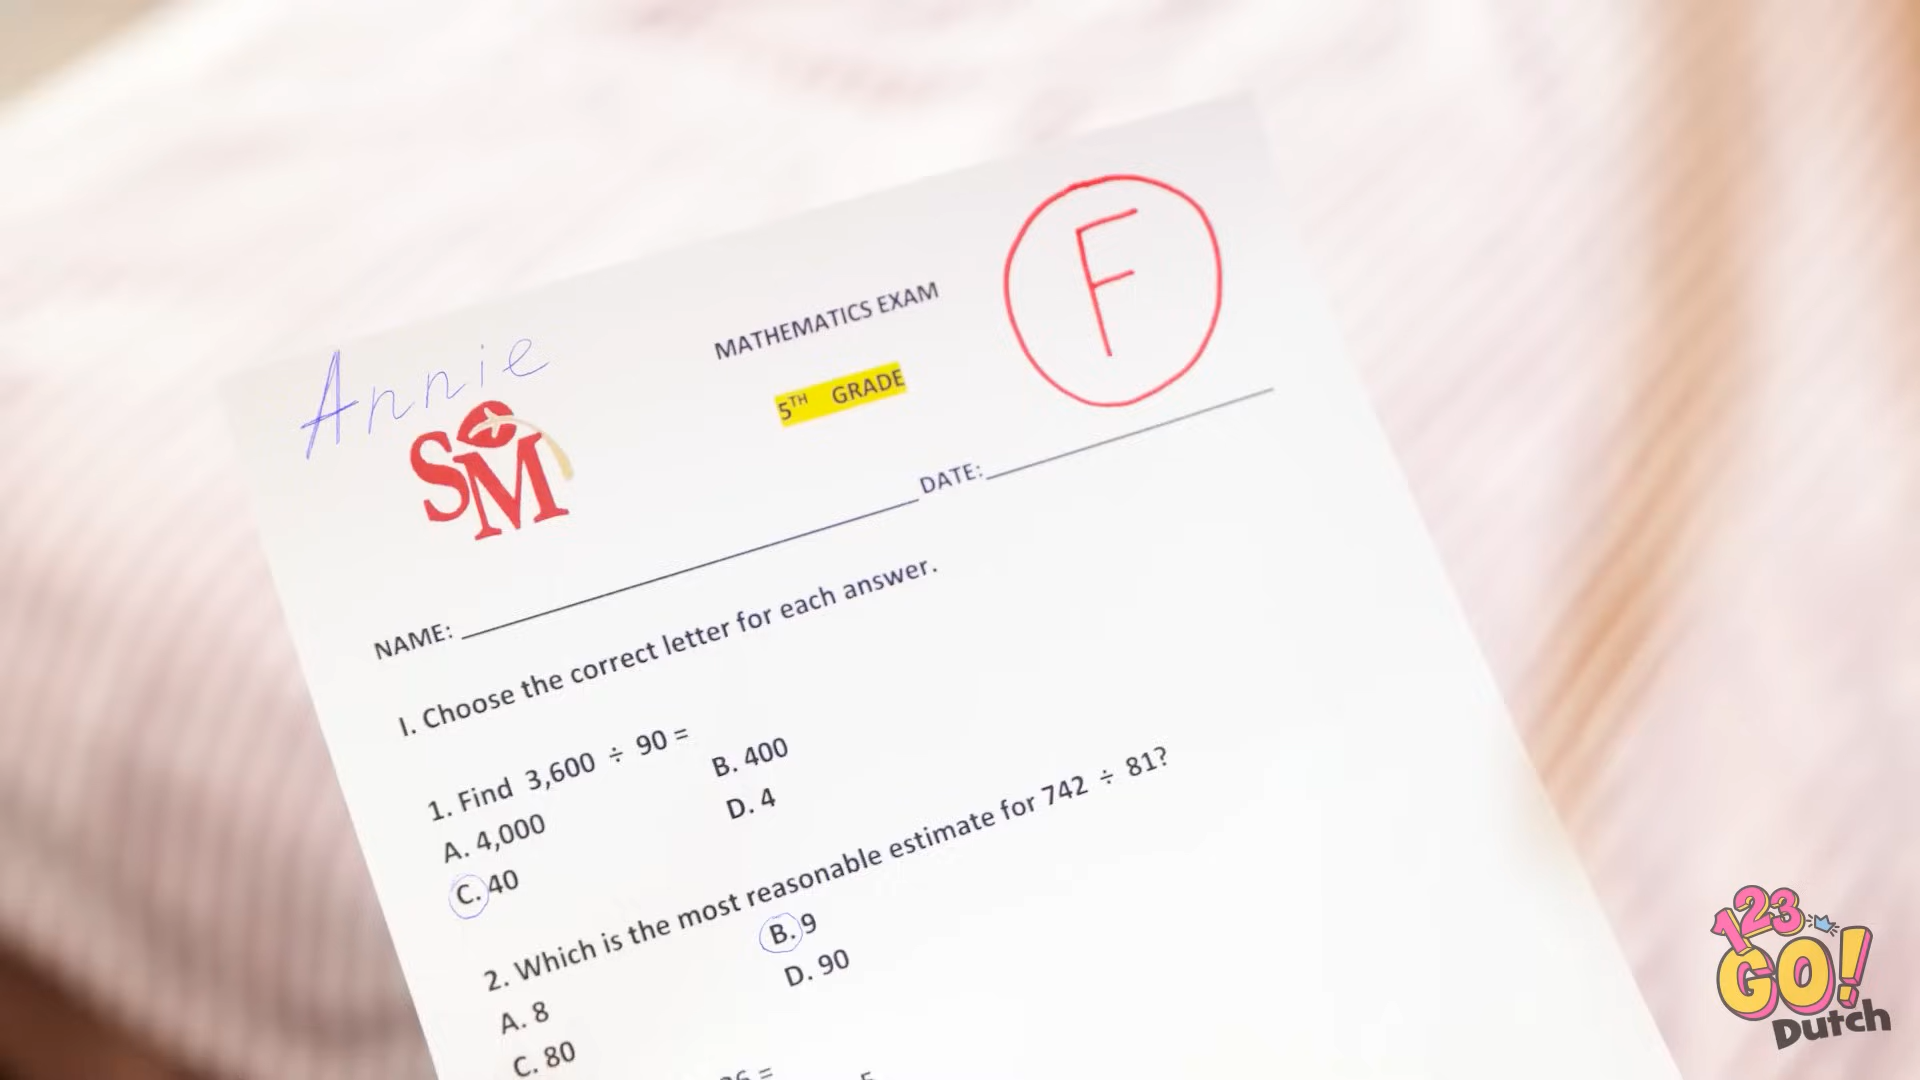 Annie
SM
MATHEMATICS EXAM
5TH GRADE
F
NAME: ____ DATE: ____
I. Choose the correct letter for each answer.
1. Find 3,600 ÷ 90 =
A. 4,000 B. 400
C. 40 D. 4
2. Which is the most reasonable estimate for 742 ÷ 81?
A. 8 B. 9
C. 80 D. 90
123
GO!
Dutch